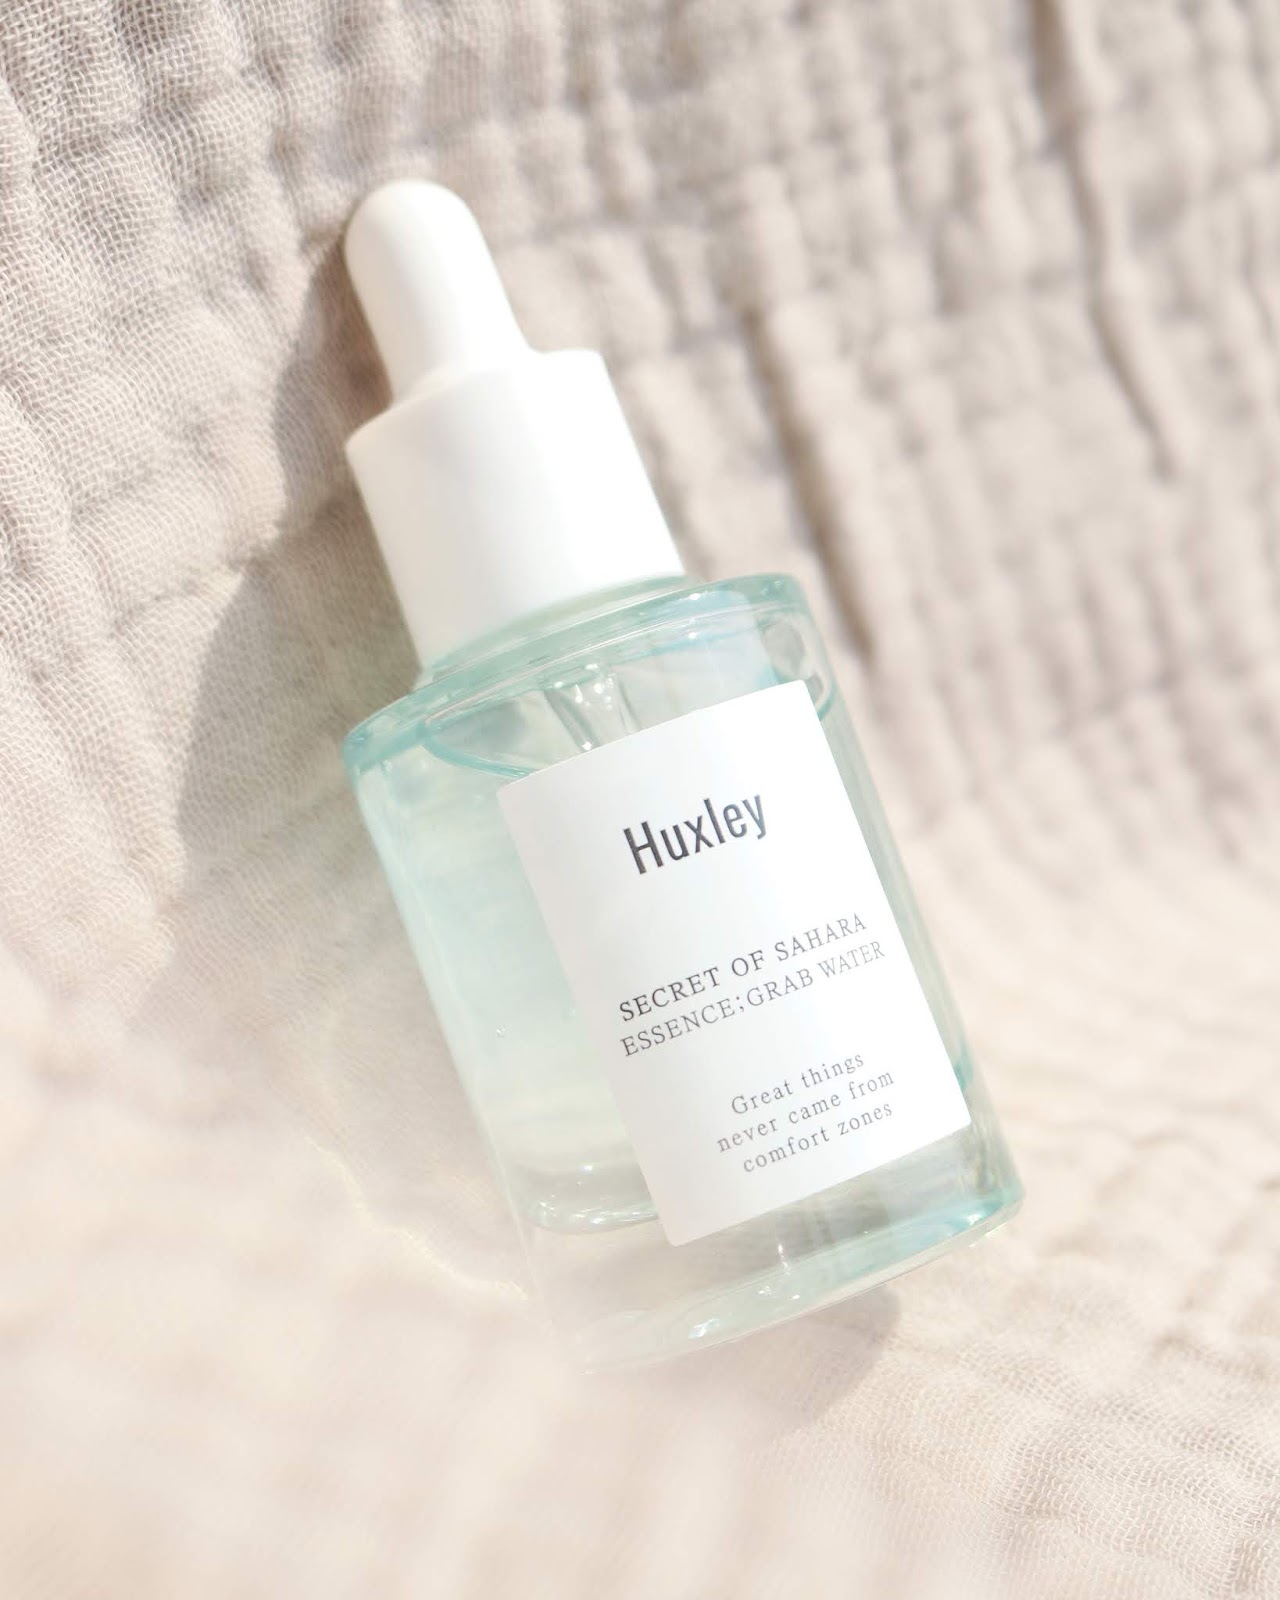 Huxley
SECRET OF SAHARA
ESSENCE;GRAB WATER
Great things
never came from
comfort zones